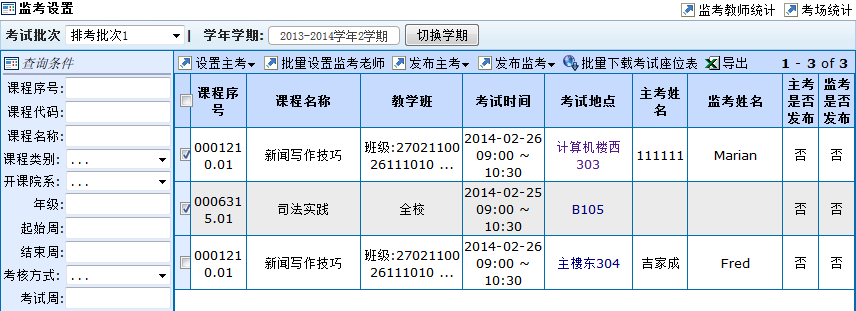 监考设置
监考教师统计 考场统计
考试批次 排考批次1 | 学年学期: 2013-2014学年2学期 切换学期
查询条件
课程序号:
课程代码:
课程名称:
课程类别: ...
开课院系: ...
年级:
起始周:
结束周:
考核方式: ...
考试周:
设置主考 批量设置监考老师 发布主考 发布监考 批量下载考试座位表 导出 1 - 3 of 3
课程序号 课程名称 教学班 考试时间 考试地点 主考姓名 监考姓名 主考是否发布 监考是否发布
0001210.01 新闻写作技巧 班级:2702110026111010 ... 2014-02-26 09:00 ~ 10:30 计算机楼西303 111111 Marian 否 否
0006315.01 司法实践 全校 2014-02-25 09:00 ~ 10:30 B105 否 否
0001210.01 新闻写作技巧 班级:2702110026111010 ... 2014-02-26 09:00 ~ 10:30 主楼东304 吉家成 Fred 否 否